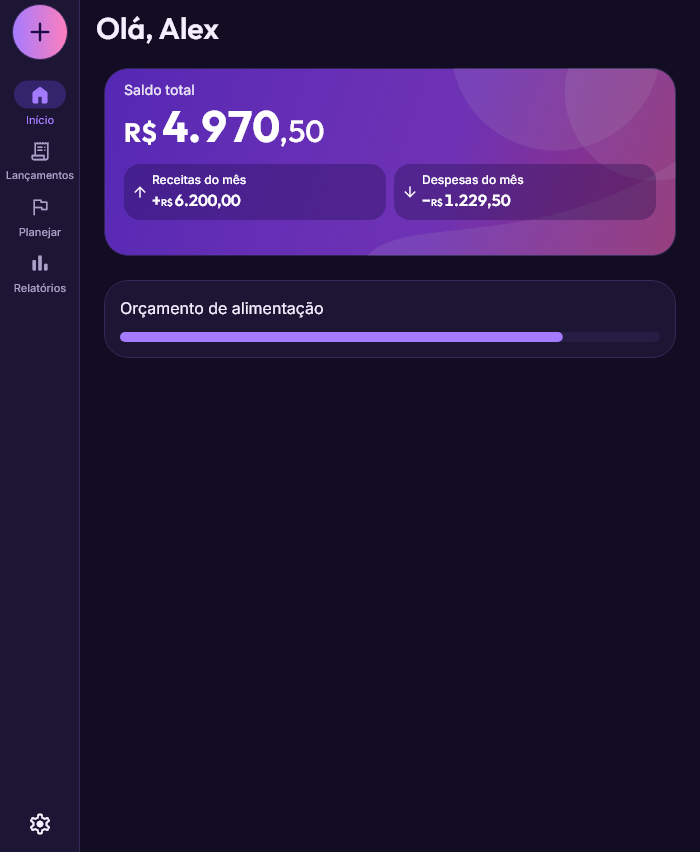 Olá, Alex
Início
Lançamentos
Planejar
Relatórios
Saldo total
R$ 4.970,50
Receitas do mês
+R$ 6.200,00
Despesas do mês
−R$ 1.229,50
Orçamento de alimentação